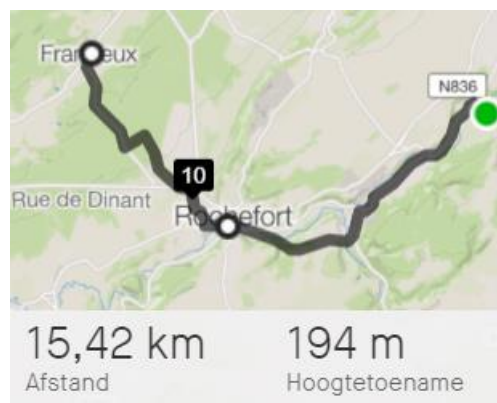 N836
10
Rue de Dinant
Rochefort
15,42 km
194 m
Afstand
Hoogtetoename